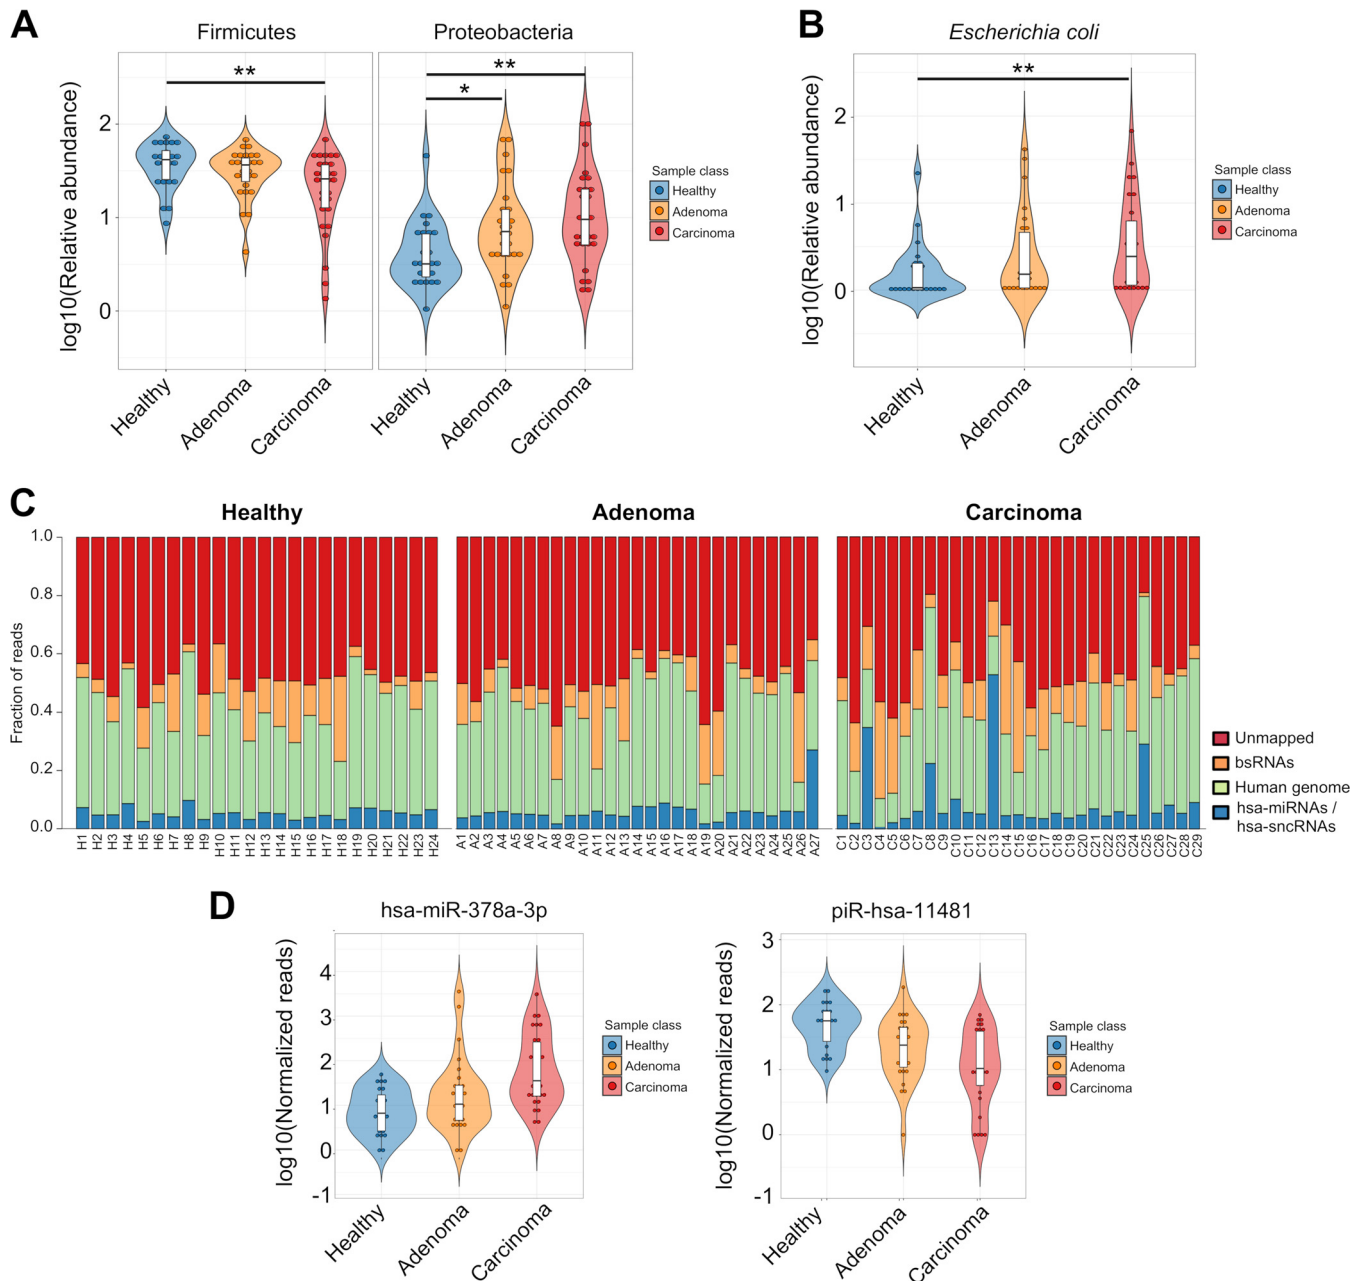 A
Firmicutes
Proteobacteria
**
**
*
log10(Relative abundance)
2
1
0
Healthy
Adenoma
Carcinoma
Healthy
Adenoma
Carcinoma
Sample class
Healthy
Adenoma
Carcinoma
B
Escherichia coli
**
log10(Relative abundance)
2
1
0
Healthy
Adenoma
Carcinoma
Sample class
Healthy
Adenoma
Carcinoma
C
Healthy
Adenoma
Carcinoma
Fraction of reads
1.0
0.8
0.6
0.4
0.2
0.0
H1 H2 H3 H4 H5 H6 H7 H8 H9 H10 H11 H12 H13 H14 H15 H16 H17 H18 H19 H20 H21 H22 H23 H24
A1 A2 A3 A4 A5 A6 A7 A8 A9 A10 A11 A12 A13 A14 A15 A16 A17 A18 A19 A20 A21 A22 A23 A24 A25 A26 A27
C1 C2 C3 C4 C5 C6 C7 C8 C9 C10 C11 C12 C13 C14 C15 C16 C17 C18 C19 C20 C21 C22 C23 C24 C25 C26 C27 C28 C29
Unmapped
bsRNAs
Human genome
hsa-miRNAs /
hsa-sncRNAs
D
hsa-miR-378a-3p
log10(Normalized reads)
4
3
2
1
0
-1
Healthy
Adenoma
Carcinoma
Sample class
Healthy
Adenoma
Carcinoma
piR-hsa-11481
log10(Normalized reads)
3
2
1
0
-1
Healthy
Adenoma
Carcinoma
Sample class
Healthy
Adenoma
Carcinoma